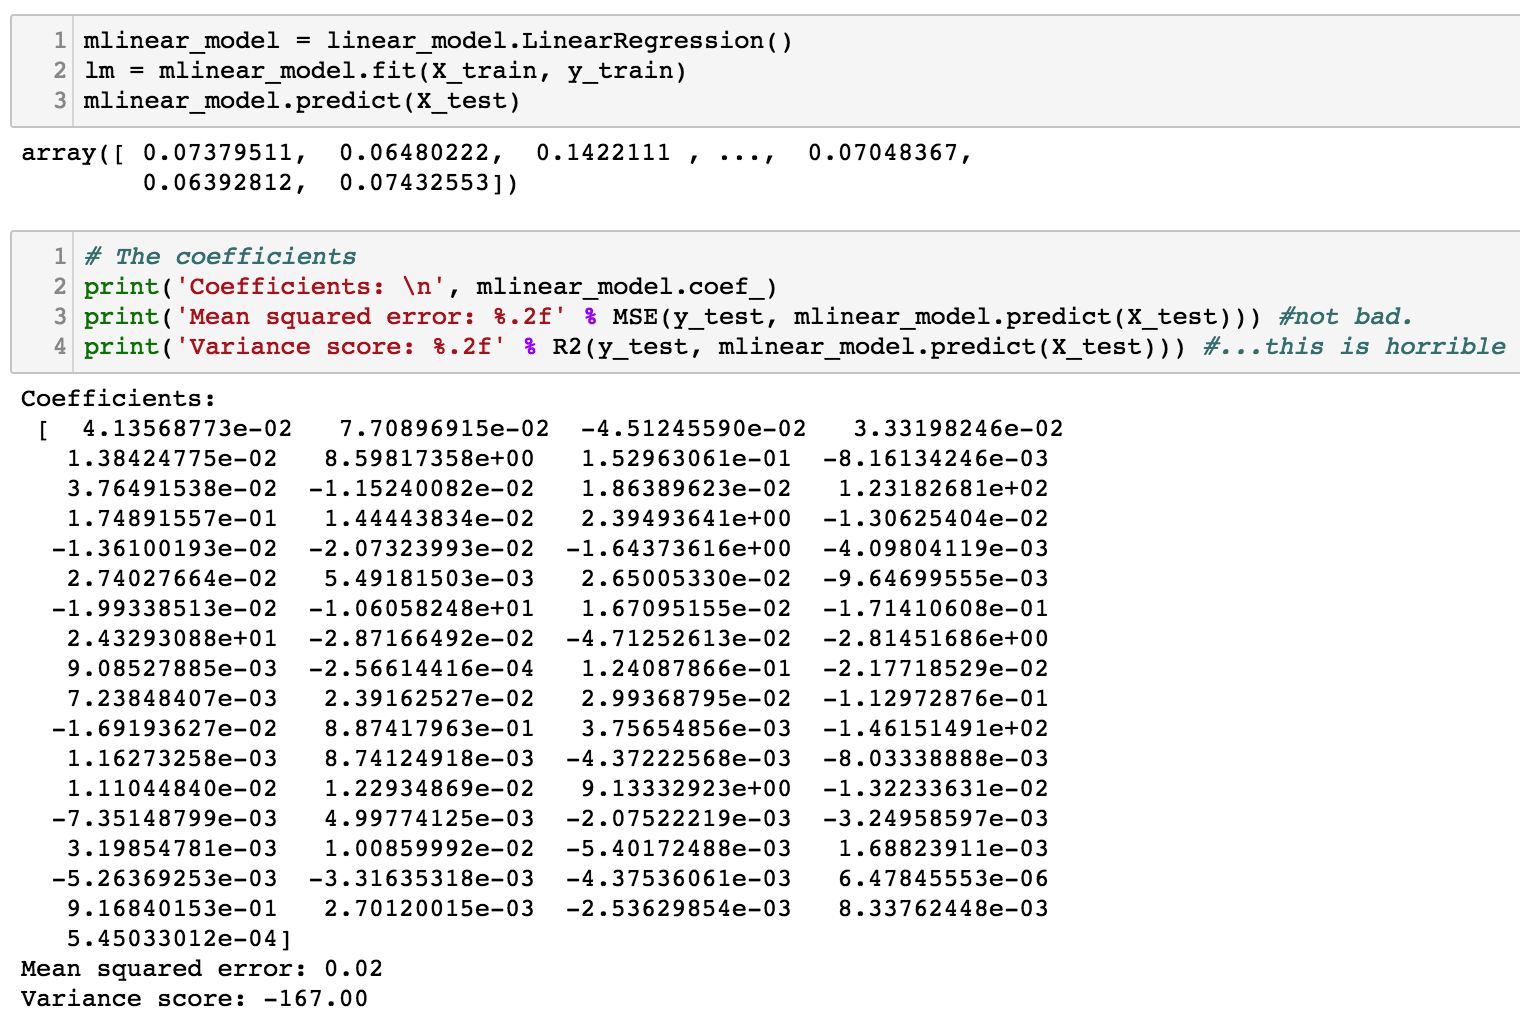 1 mlinear_model = linear_model.LinearRegression()
2 lm = mlinear_model.fit(X_train, y_train)
3 mlinear_model.predict(X_test)
array([ 0.07379511,  0.06480222,  0.1422111 , ...,  0.07048367,
        0.06392812,  0.07432553])
1 # The coefficients
2 print('Coefficients: \n', mlinear_model.coef_)
3 print('Mean squared error: %.2f' % MSE(y_test, mlinear_model.predict(X_test))) #not bad.
4 print('Variance score: %.2f' % R2(y_test, mlinear_model.predict(X_test))) #...this is horrible
Coefficients:
 [  4.13568773e-02   7.70896915e-02  -4.51245590e-02   3.33198246e-02
   1.38424775e-02   8.59817358e+00   1.52963061e-01  -8.16134246e-03
   3.76491538e-02  -1.15240082e-02   1.86389623e-02   1.23182681e+02
   1.74891557e-01   1.44443834e-02   2.39493641e+00  -1.30625404e-02
  -1.36100193e-02  -2.07323993e-02  -1.64373616e+00  -4.09804119e-03
   2.74027664e-02   5.49181503e-03   2.65005330e-02  -9.64699555e-03
  -1.99338513e-02  -1.06058248e+01   1.67095155e-02  -1.71410608e-01
   2.43293088e+01  -2.87166492e-02  -4.71252613e-02  -2.81451686e+00
   9.08527885e-03  -2.56614416e-04   1.24087866e-01  -2.17718529e-02
   7.23848407e-03   2.39162527e-02   2.99368795e-02  -1.12972876e-01
  -1.69193627e-02   8.87417963e-01   3.75654856e-03  -1.46151491e+02
   1.16273258e-03   8.74124918e-03  -4.37222568e-03  -8.03338888e-03
   1.11044840e-02   1.22934869e-02   9.13332923e+00  -1.32233631e-02
  -7.35148799e-03   4.99774125e-03  -2.07522219e-03  -3.24958597e-03
   3.19854781e-03   1.00859992e-02  -5.40172488e-03   1.68823911e-03
  -5.26369253e-03  -3.31635318e-03  -4.37536061e-03   6.47845553e-06
   9.16840153e-01   2.70120015e-03  -2.53629854e-03   8.33762448e-03
   5.45033012e-04]
Mean squared error: 0.02
Variance score: -167.00